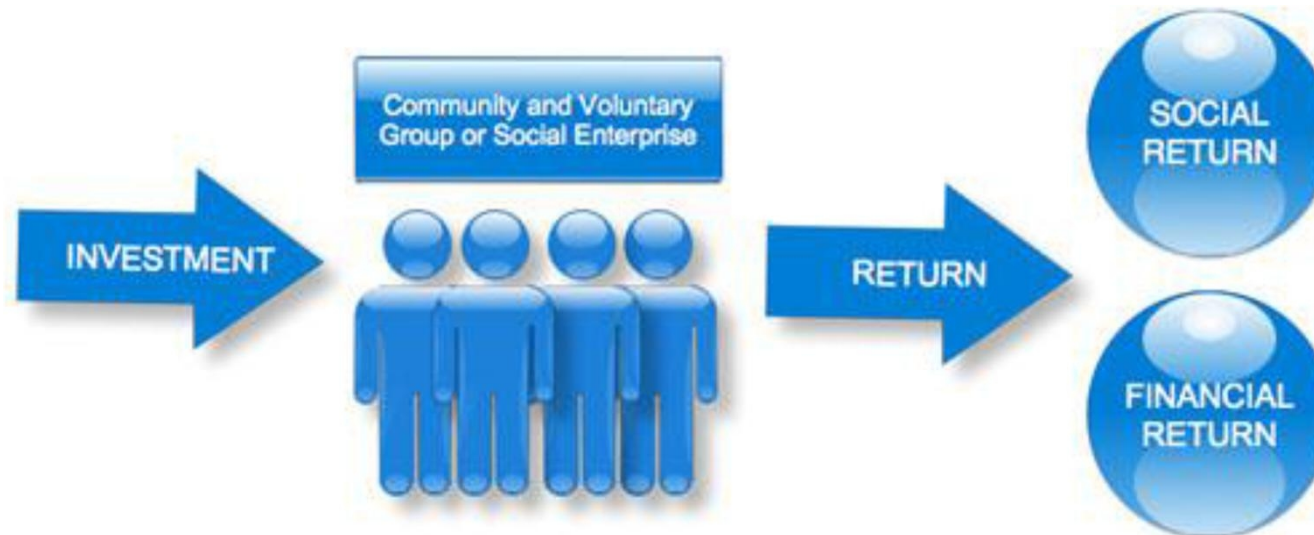 Community and Voluntary
Group or Social Enterprise
INVESTMENT
RETURN
SOCIAL
RETURN
FINANCIAL
RETURN